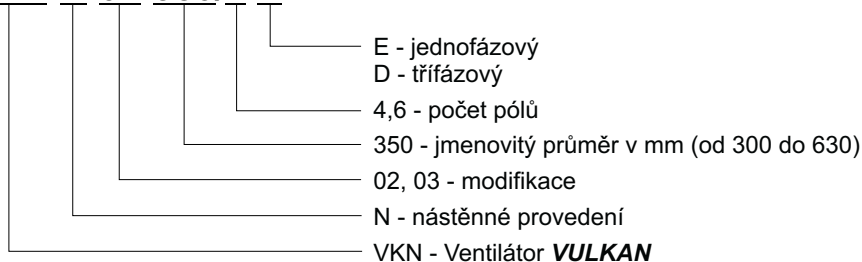 E - jednofázový
D - třífázový
4,6 - počet pólů
350 - jmenovitý průměr v mm (od 300 do 630)
02, 03 - modifikace
N - nástěnné provedení
VKN - Ventilátor VULKAN